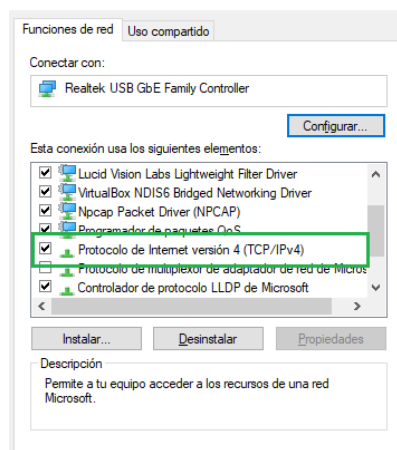 Funciones de red Uso compartido
Conectar con:
Realtek USB GbE Family Controller
Configurar...
Esta conexión usa los siguientes elementos:
Lucid Vision Labs Lightweight Filter Driver
VirtualBox NDIS6 Bridged Networking Driver
Npcap Packet Driver (NPCAP)
Programador de paquetes QoS
Protocolo de Internet versión 4 (TCP/IPv4)
Protocolo de multiplexor de adaptador de red de Micros
Controlador de protocolo LLDP de Microsoft
Instalar... Desinstalar Propiedades
Descripción
Permite a tu equipo acceder a los recursos de una red
Microsoft.